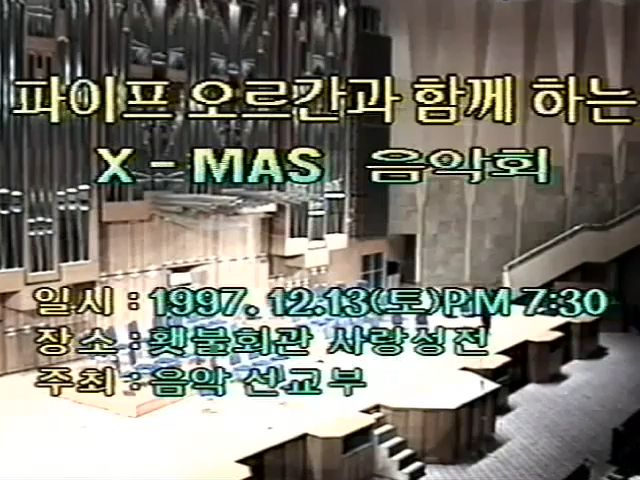 파이프 오르간과 함께 하는
X-MAS 음악회
일시 : 1997. 12.13(토)PM 7:30
장소 : 횃불회관 사랑성전
주최 : 음악 선교부